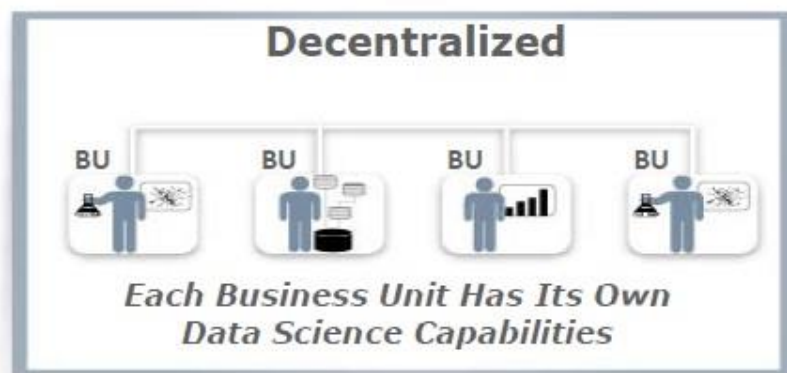 Decentralized
BU BU BU BU
Each Business Unit Has Its Own
Data Science Capabilities